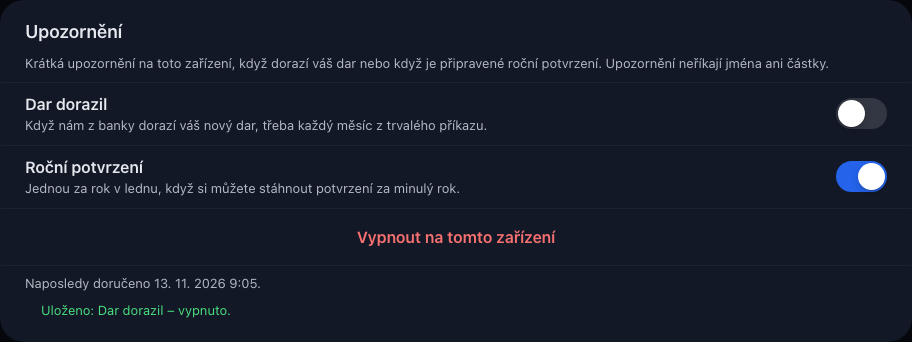 Upozornění
Krátká upozornění na toto zařízení, když dorazí váš dar nebo když je připravené roční potvrzení. Upozornění neříkají jména ani částky.
Dar dorazil
Když nám z banky dorazí váš nový dar, třeba každý měsíc z trvalého příkazu.
Roční potvrzení
Jednou za rok v lednu, když si můžete stáhnout potvrzení za minulý rok.
Vypnout na tomto zařízení
Naposledy doručeno 13. 11. 2026 9:05.
Uloženo: Dar dorazil – vypnuto.